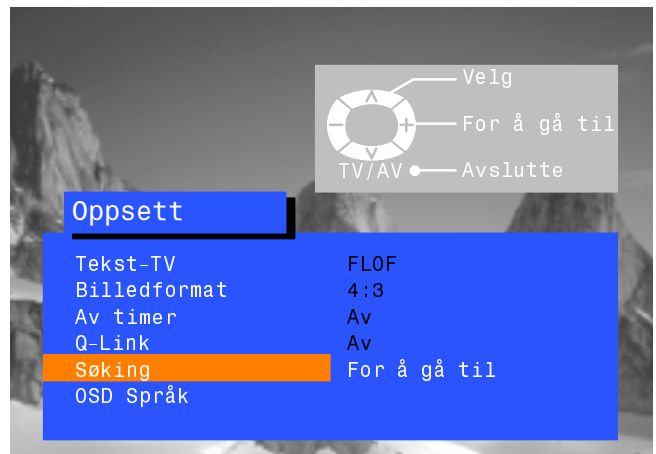 Velg
For å gå til
TV/AV Avslutte
Oppsett
Tekst-TV FLOF
Billedformat 4:3
Av timer Av
Q-Link Av
Søking For å gå til
OSD Språk